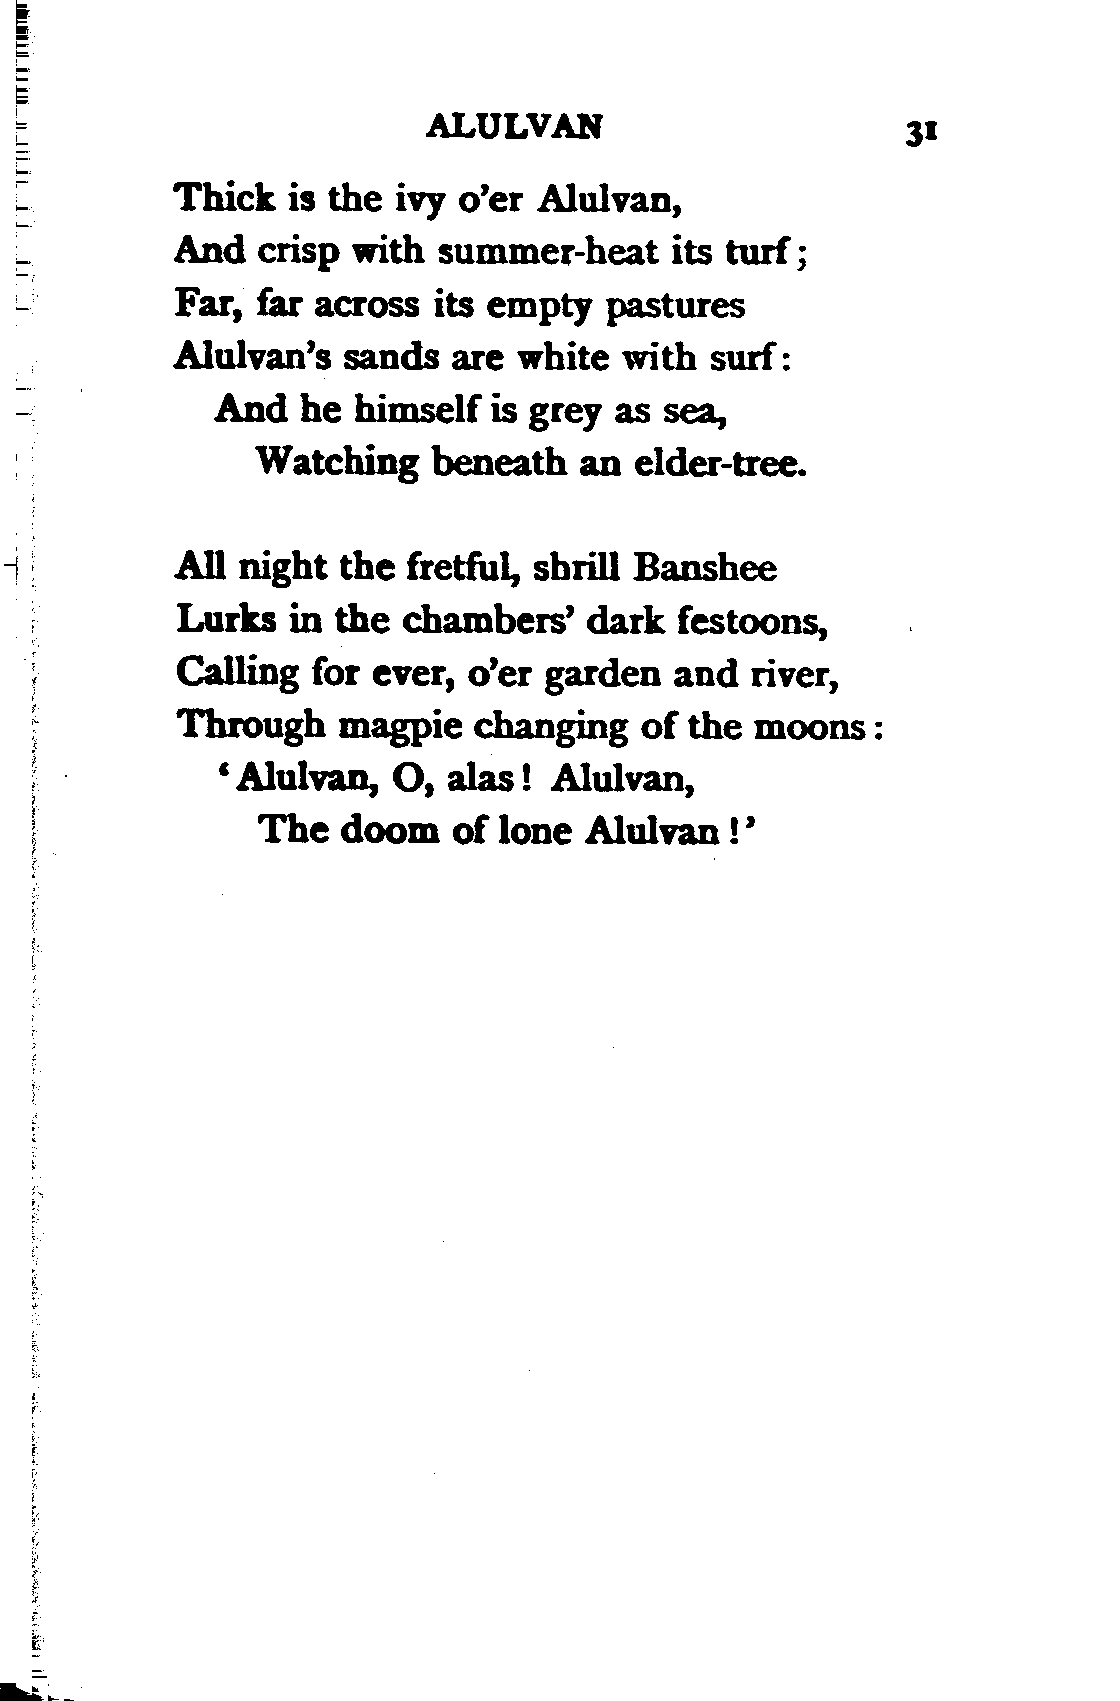 ALULVAN 31
Thick is the ivy o’er Alulvan,
And crisp with summer-heat its turf;
Far, far across its empty pastures
Alulvan’s sands are white with surf:
And he himself is grey as sea,
Watching beneath an elder-tree.
All night the fretful, shrill Banshee
Lurks in the chambers’ dark festoons,
Calling for ever, o’er garden and river,
Through magpie changing of the moons:
‘Alulvan, O, alas! Alulvan,
The doom of lone Alulvan!’